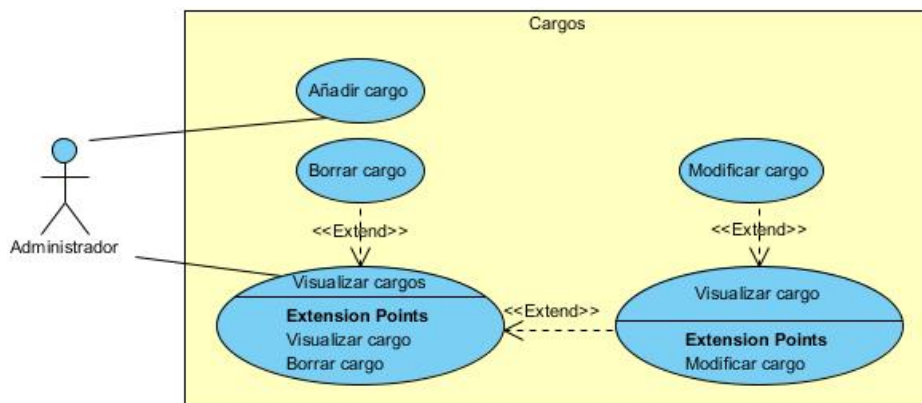 Cargos
Añadir cargo
Borrar cargo
Modificar cargo
Administrador
<<Extend>>
<<Extend>>
Visualizar cargos
Extension Points
Visualizar cargo
Borrar cargo
<<Extend>>
Visualizar cargo
Extension Points
Modificar cargo